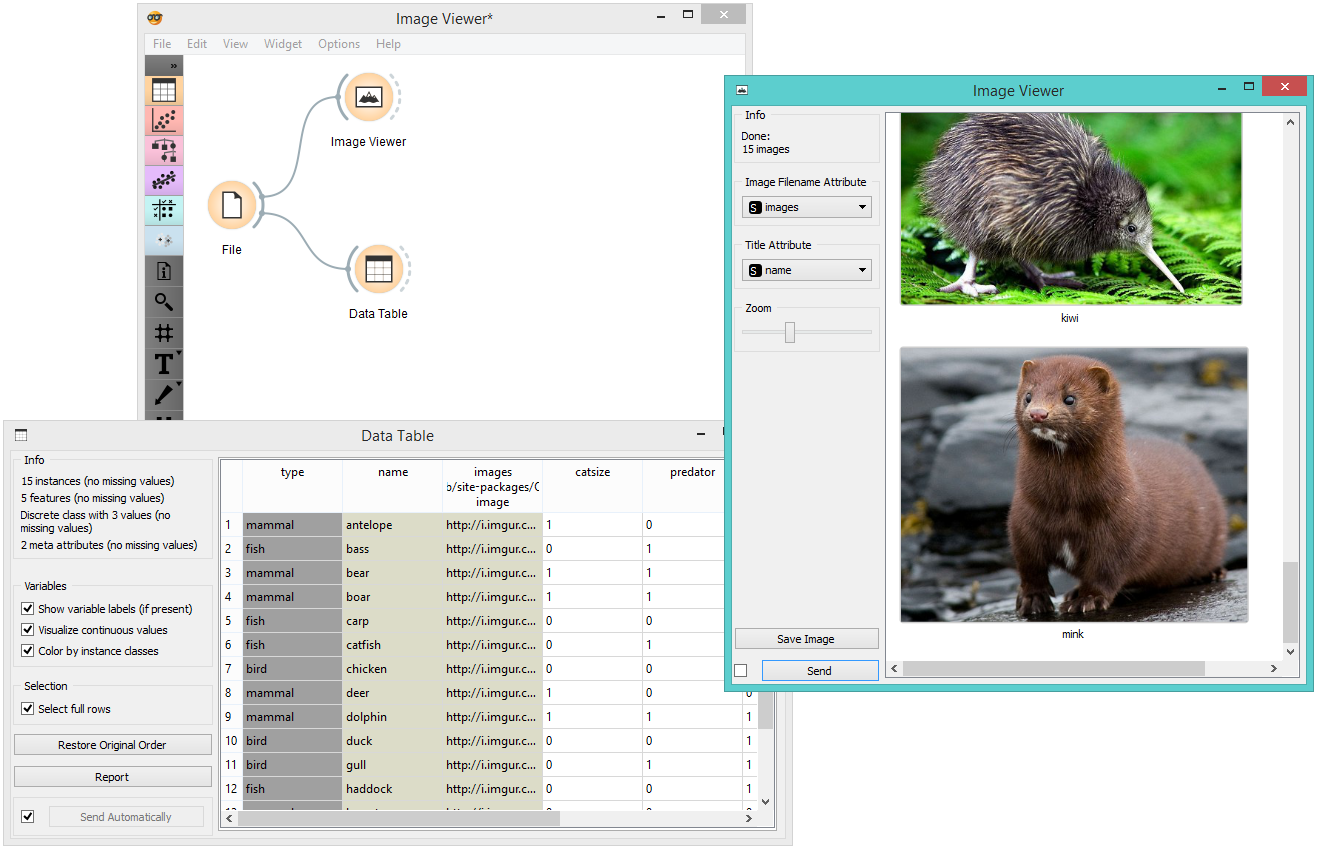 Image Viewer*
File Edit View Widget Options Help
»
Image Viewer
File
Data Table
T
Image Viewer
Info
Done:
15 images
Image Filename Attribute
S images
Title Attribute
S name
Zoom
Save Image
Send
kiwi
mink
Data Table
Info
15 instances (no missing values)
5 features (no missing values)
Discrete class with 3 values (no
missing values)
2 meta attributes (no missing values)
Variables
Show variable labels (if present)
Visualize continuous values
Color by instance classes
Selection
Select full rows
Restore Original Order
Report
Send Automatically
type name images catsize predator
b/site-packages/
image
1 mammal antelope http://i.imgur.c... 1 0
2 fish bass http://i.imgur.c... 0 1
3 mammal bear http://i.imgur.c... 1 1
4 mammal boar http://i.imgur.c... 1 1
5 fish carp http://i.imgur.c... 0 0
6 fish catfish http://i.imgur.c... 0 1
7 bird chicken http://i.imgur.c... 0 0
8 mammal deer http://i.imgur.c... 1 0 0
9 mammal dolphin http://i.imgur.c... 1 1 1
10 bird duck http://i.imgur.c... 0 0 1
11 bird gull http://i.imgur.c... 0 1 1
12 fish haddock http://i.imgur.c... 0 0 1